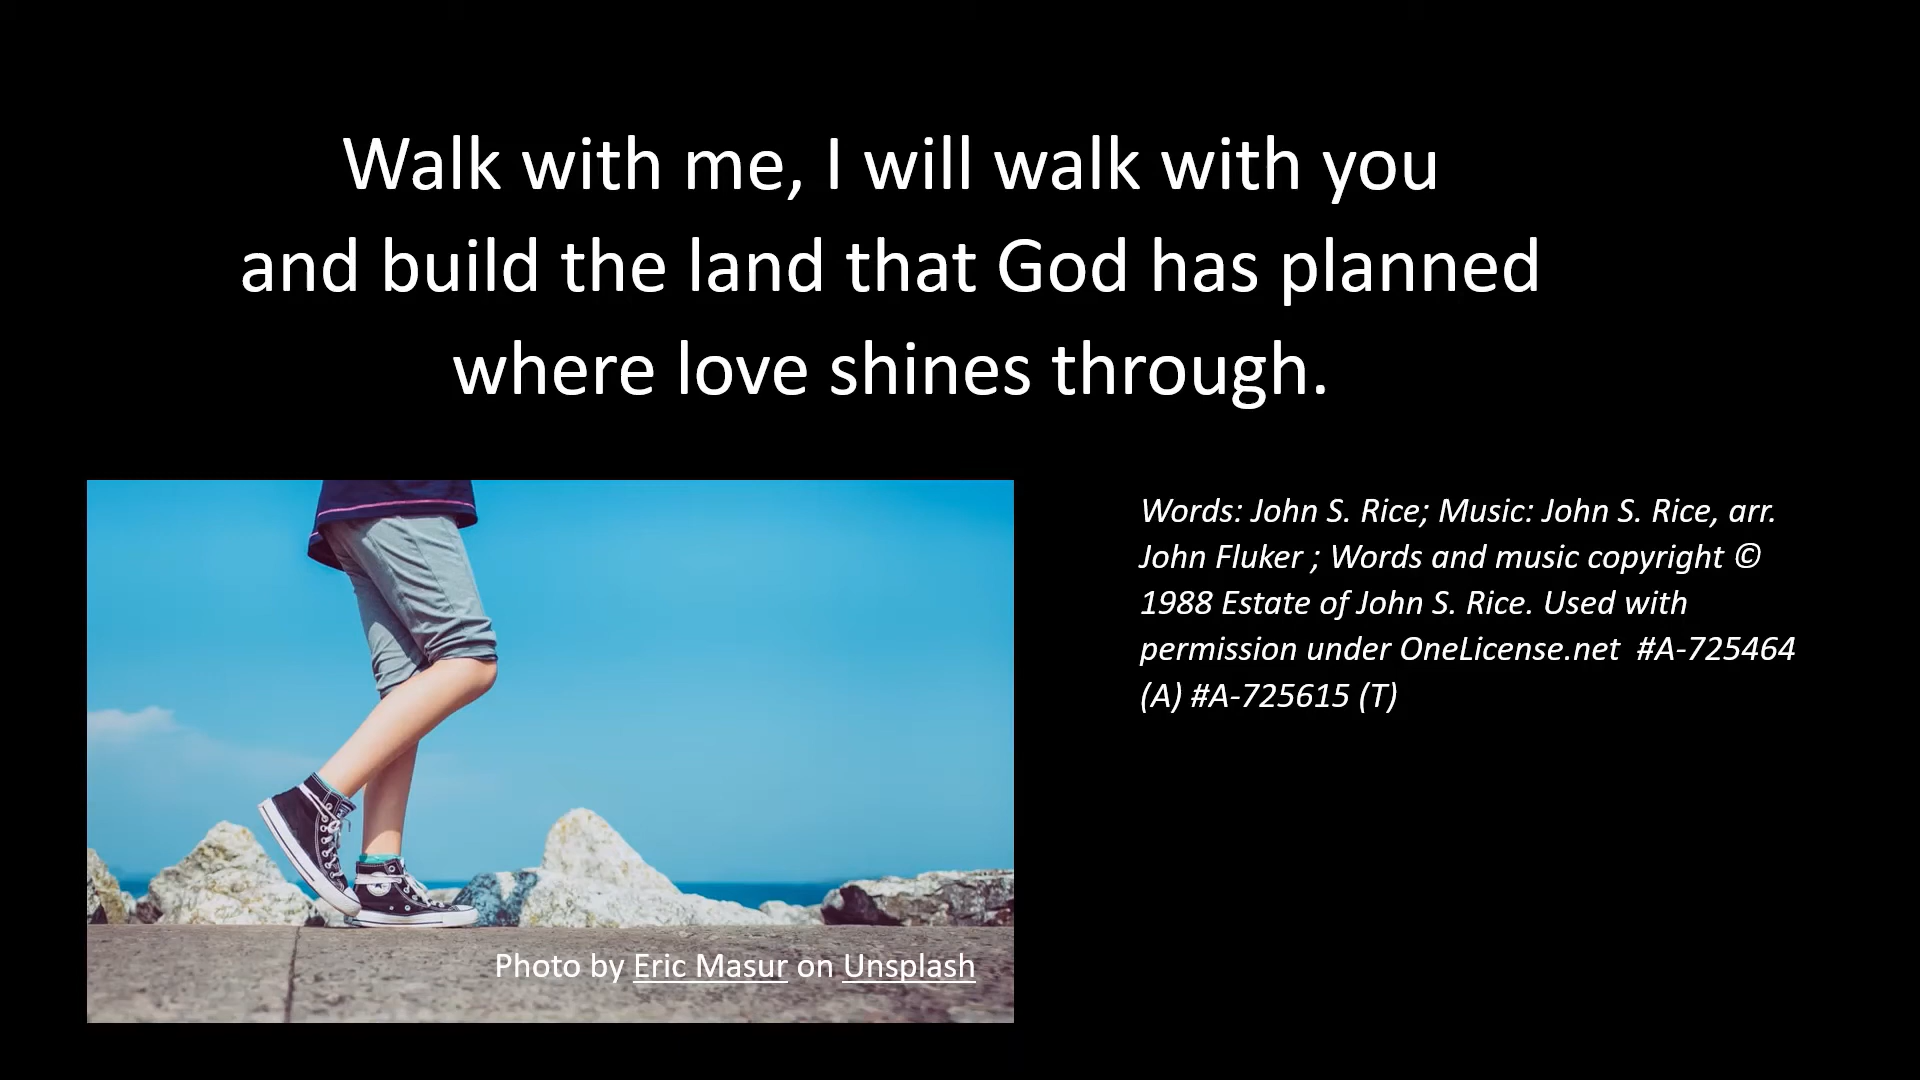 Walk with me, I will walk with you
and build the land that God has planned
where love shines through.
Words: John S. Rice; Music: John S. Rice, arr.
John Fluker ; Words and music copyright ©
1988 Estate of John S. Rice. Used with
permission under OneLicense.net  #A-725464
(A) #A-725615 (T)
Photo by Eric Masur on Unsplash